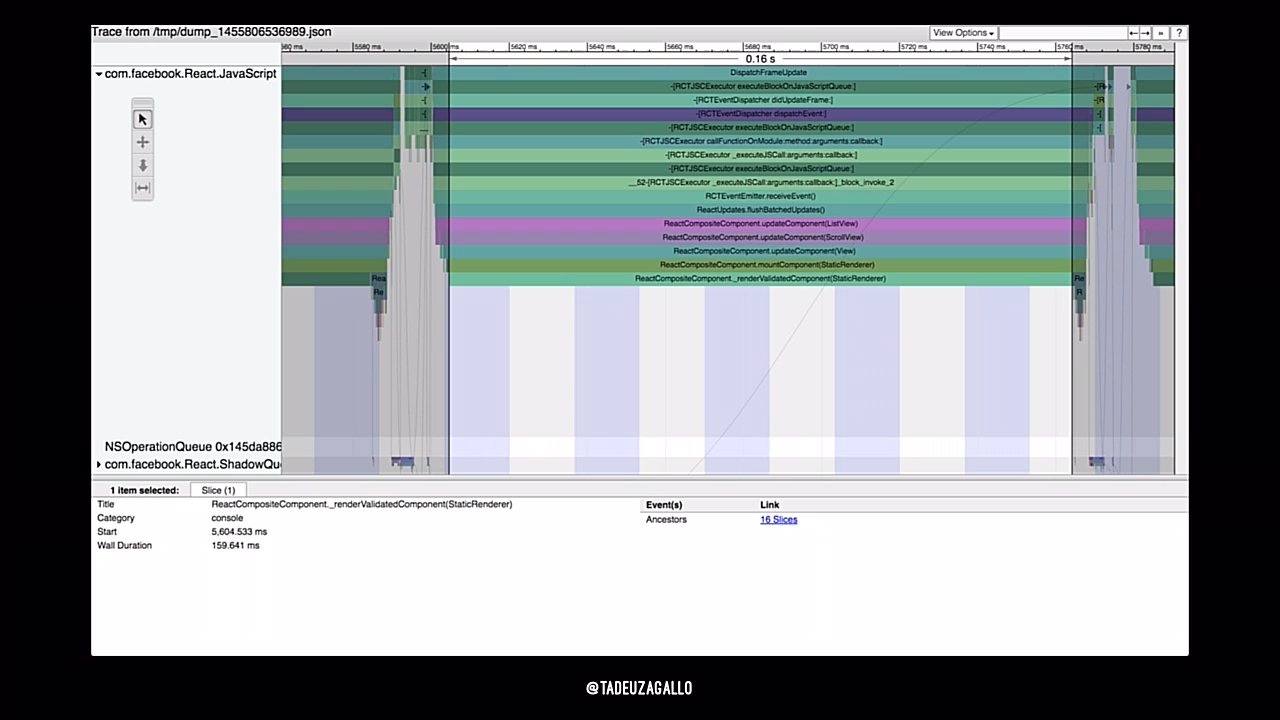 Trace from /tmp/dump_1455806536989.json
View Options
←
→
»
?
5580 ms
5600 ms
5620 ms
5640 ms
5660 ms
5680 ms
5700 ms
5720 ms
5740 ms
5760 ms
5780 ms
0.16 s
com.facebook.React.JavaScript
DispatchFrameUpdate
-[RCTJSCExecutor executeBlockOnJavaScriptQueue:]
-[RCTEventDispatcher didUpdateFrame:]
-[RCTEventDispatcher dispatchEvent:]
-[RCTJSCExecutor executeBlockOnJavaScriptQueue:]
-[RCTJSCExecutor callFunctionOnModule:method:arguments:callback:]
-[RCTJSCExecutor _executeJSCall:arguments:callback:]
-[RCTJSCExecutor executeBlockOnJavaScriptQueue:]
__52-[RCTJSCExecutor _executeJSCall:arguments:callback:]_block_invoke_2
RCTEventEmitter.receiveEvent()
ReactUpdates.flushBatchedUpdates()
ReactCompositeComponent.updateComponent(ListView)
ReactCompositeComponent.updateComponent(ScrollView)
ReactCompositeComponent.updateComponent(View)
ReactCompositeComponent.mountComponent(StaticRenderer)
Rea
ReactCompositeComponent._renderValidatedComponent(StaticRenderer)
Re
Re
R
NSOperationQueue 0x145da886
com.facebook.React.ShadowQu
1 item selected:
Slice (1)
Title
ReactCompositeComponent._renderValidatedComponent(StaticRenderer)
Category
console
Start
5,604.533 ms
Wall Duration
159.641 ms
Event(s)
Link
Ancestors
16 Slices
@TADEUZAGALLO